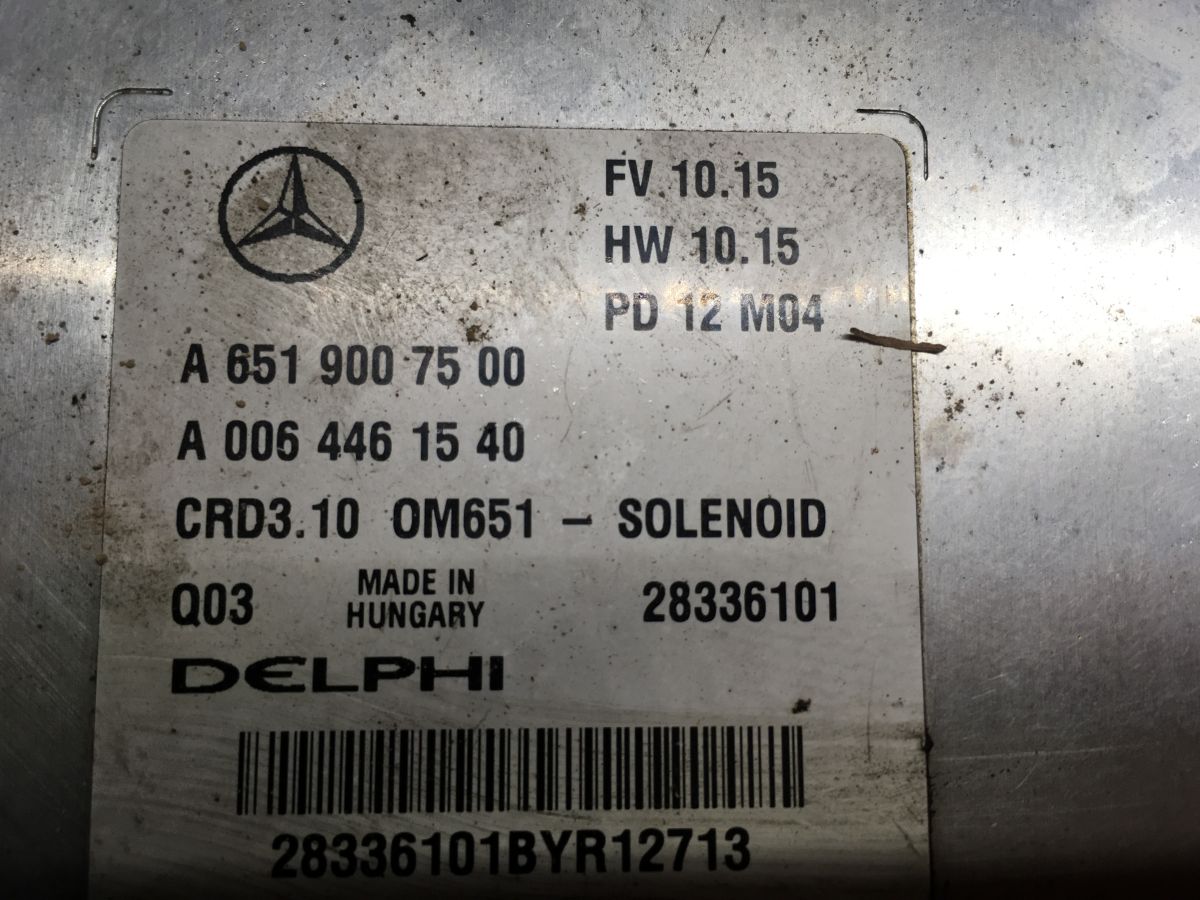 FV 10.15
HW 10.15
PD 12 M04
A 651 900 75 00
A 006 446 15 40
CRD3.10 OM651 – SOLENOID
Q03 MADE IN HUNGARY 28336101
DELPHI
28336101BYR12713